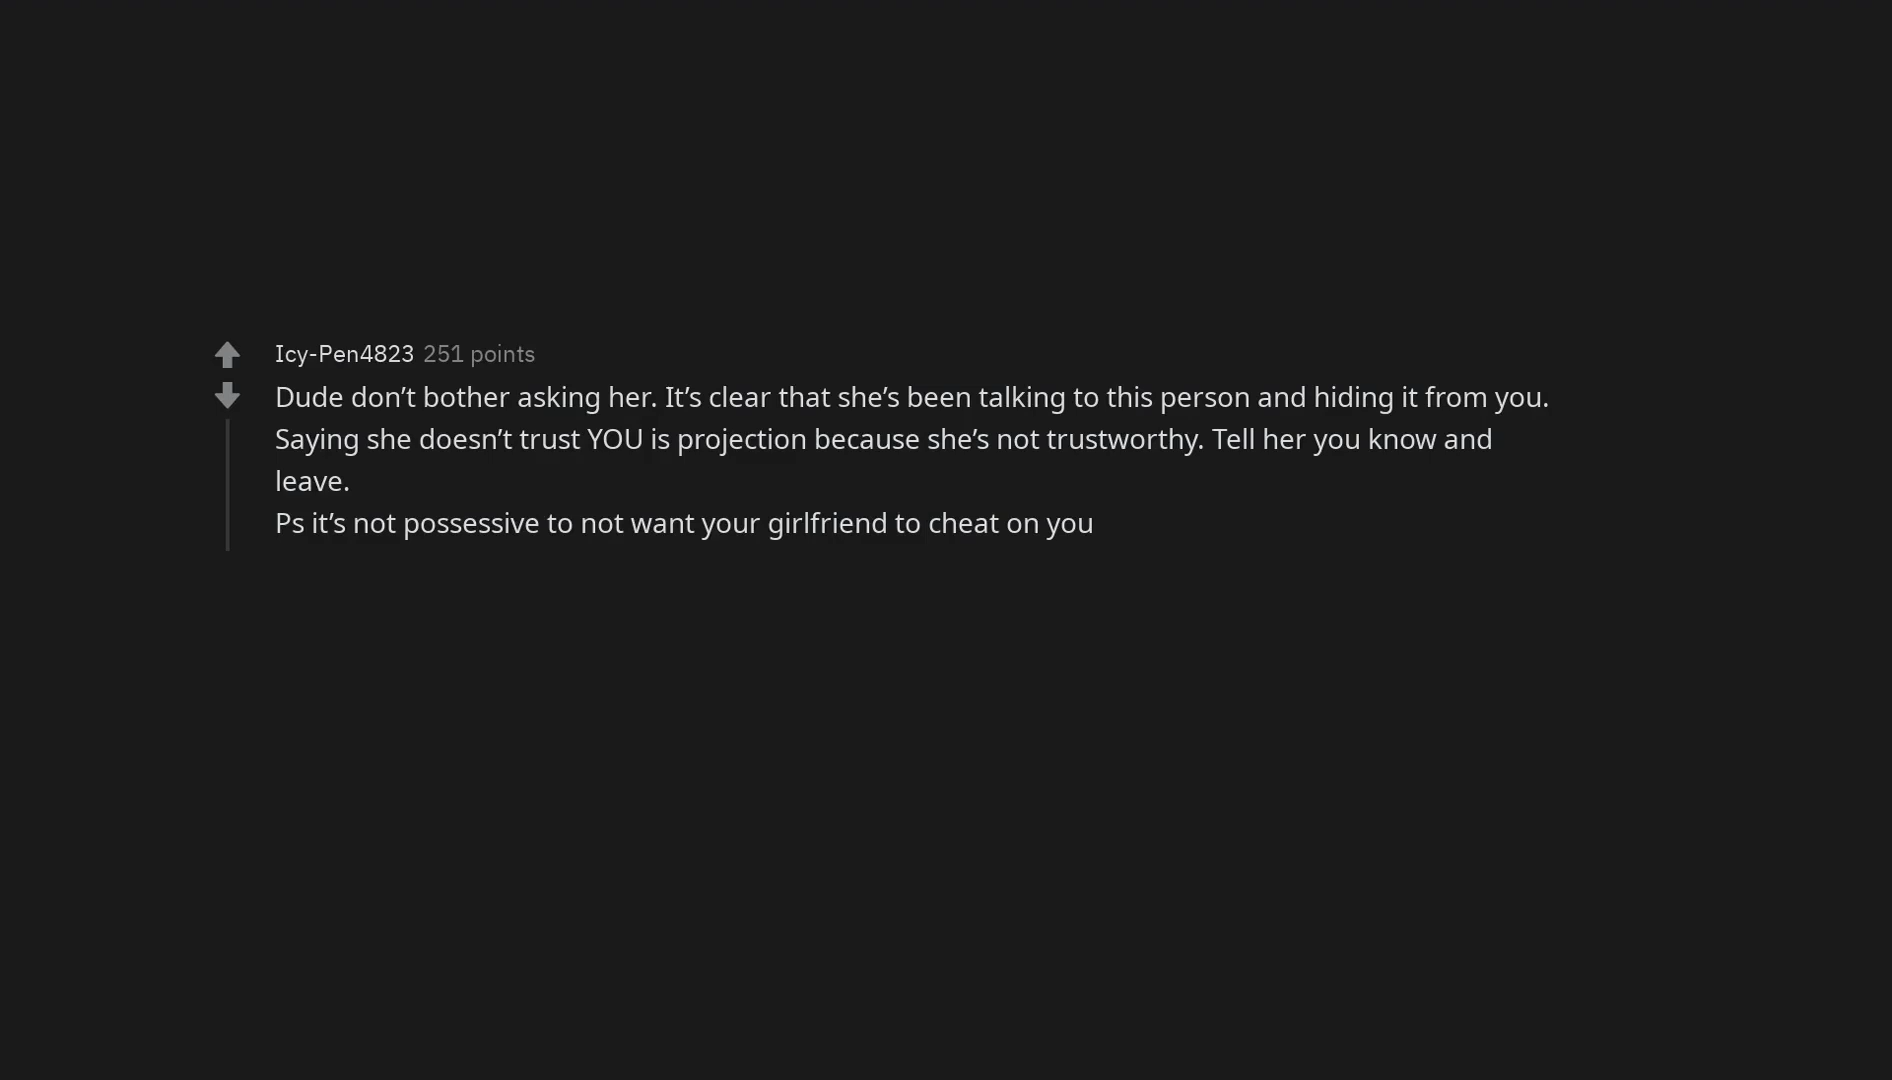 Icy-Pen4823 251 points
Dude don’t bother asking her. It’s clear that she’s been talking to this person and hiding it from you.
Saying she doesn’t trust YOU is projection because she’s not trustworthy. Tell her you know and
leave.
Ps it’s not possessive to not want your girlfriend to cheat on you